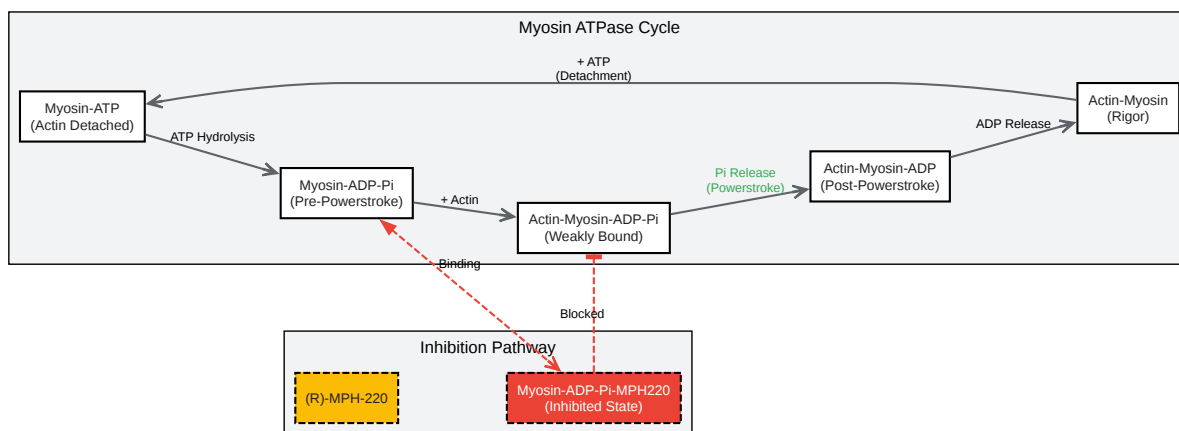 Myosin ATPase Cycle
+ ATP
(Detachment)
Myosin-ATP
(Actin Detached)
Actin-Myosin
(Rigor)
ATP Hydrolysis
ADP Release
Myosin-ADP-Pi
(Pre-Powerstroke)
+ Actin
Actin-Myosin-ADP-Pi
(Weakly Bound)
Pi Release
(Powerstroke)
Actin-Myosin-ADP
(Post-Powerstroke)
Binding
Blocked
Inhibition Pathway
(R)-MPH-220
Myosin-ADP-Pi-MPH220
(Inhibited State)